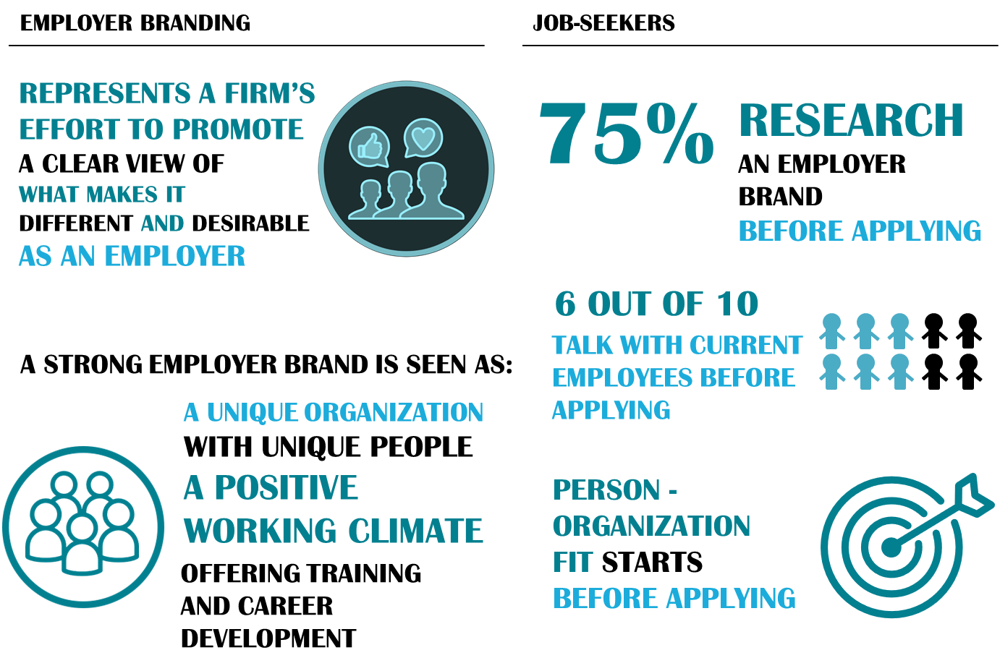 EMPLOYER BRANDING
REPRESENTS A FIRM'S
EFFORT TO PROMOTE
A CLEAR VIEW OF
WHAT MAKES IT
DIFFERENT AND DESIRABLE
AS AN EMPLOYER
A STRONG EMPLOYER BRAND IS SEEN AS:
A UNIQUE ORGANIZATION
WITH UNIQUE PEOPLE
A POSITIVE
WORKING CLIMATE
OFFERING TRAINING
AND CAREER
DEVELOPMENT
JOB-SEEKERS
75%
RESEARCH
AN EMPLOYER
BRAND
BEFORE APPLYING
6 OUT OF 10
TALK WITH CURRENT
EMPLOYEES BEFORE
APPLYING
PERSON -
ORGANIZATION
FIT STARTS
BEFORE APPLYING